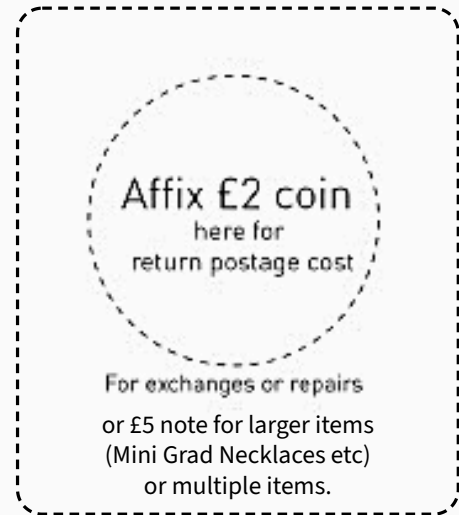 Affix £2 coin
here for
return postage cost
For exchanges or repairs
or £5 note for larger items
(Mini Grad Necklaces etc)
or multiple items.